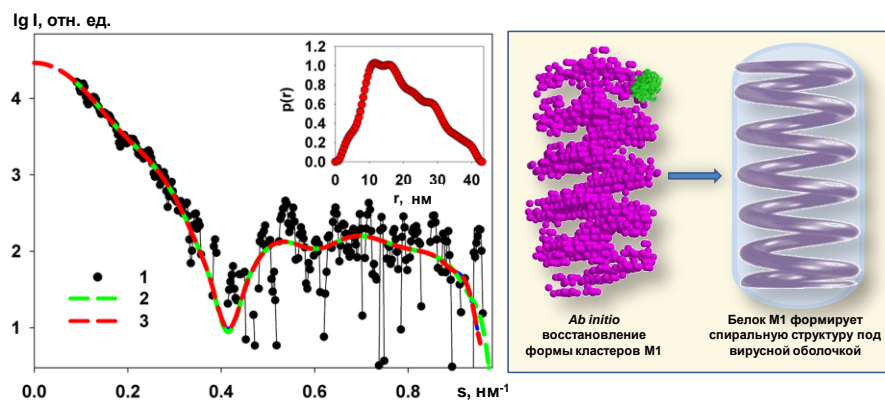 lg I, отн. ед.
4
3
2
1
0.0
0.2
0.4
0.6
0.8
s, нм-1
1
2
3
p(r)
1.2
1.0
0.8
0.6
0.4
0.2
0.0
0
10
20
30
40
r, нм
Ab initio
восстановление
формы кластеров М1
Белок М1 формирует
спиральную структуру под
вирусной оболочкой